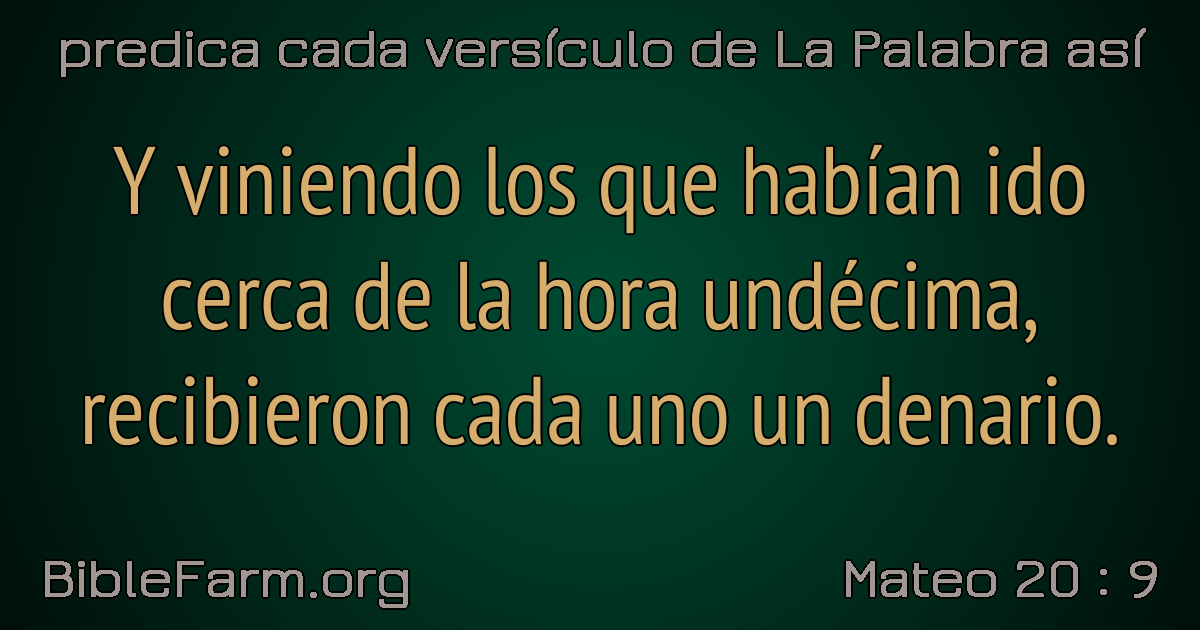 predica cada versículo de La Palabra así
Y viniendo los que habían ido
cerca de la hora undécima,
recibieron cada uno un denario.
BibleFarm.org
Mateo 20 : 9